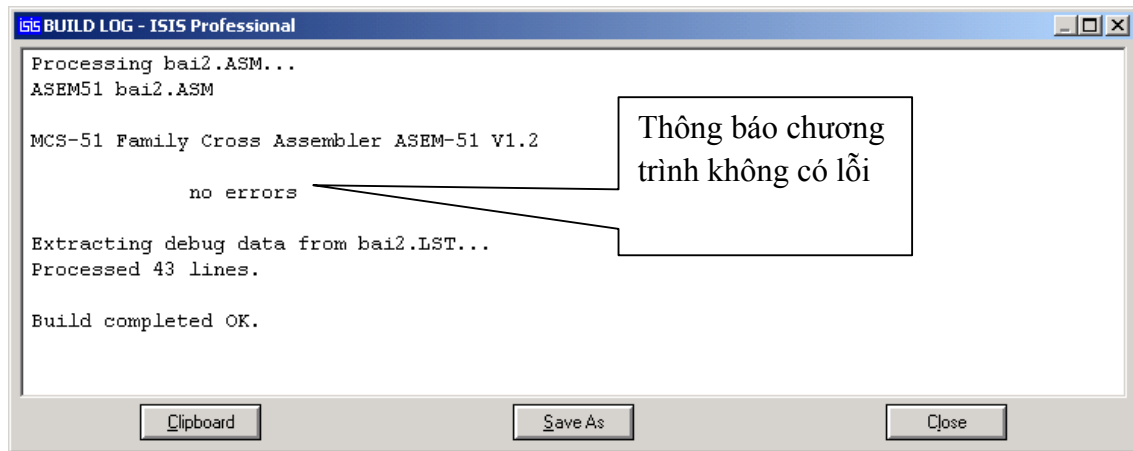 isis BUILD LOG - ISIS Professional
Processing bai2.ASM...
ASEM51 bai2.ASM
MCS-51 Family Cross Assembler ASEM-51 V1.2
no errors
Extracting debug data from bai2.LST...
Processed 43 lines.
Build completed OK.
Thông báo chương
trình không có lỗi
Clipboard
Save As
Close